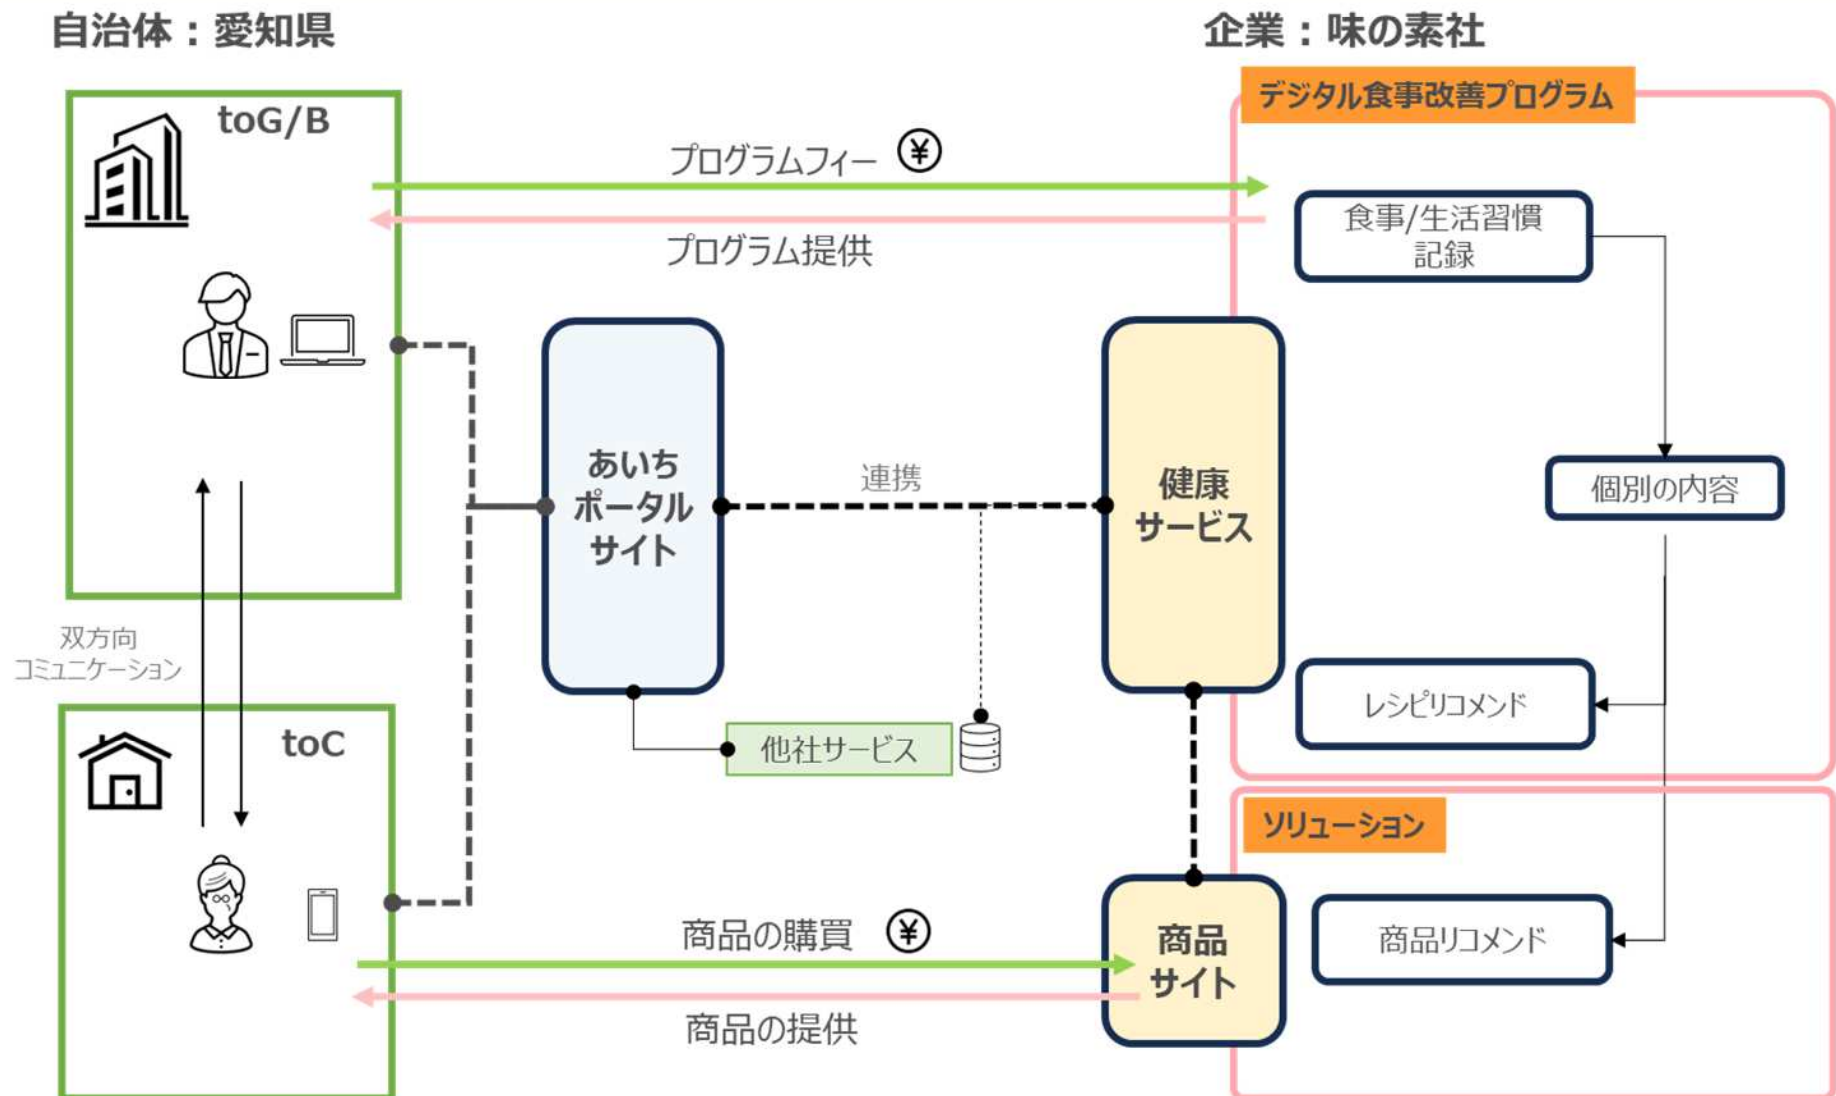 自治体：愛知県
企業：味の素社
デジタル食事改善プログラム
toG/B
プログラムフィー ¥
プログラム提供
食事/生活習慣
記録
あいち
ポータル
サイト
連携
健康
サービス
個別の内容
双方向
コミュニケーション
レシピリコメンド
toC
他社サービス
ソリューション
商品の購買 ¥
商品
サイト
商品リコメンド
商品の提供